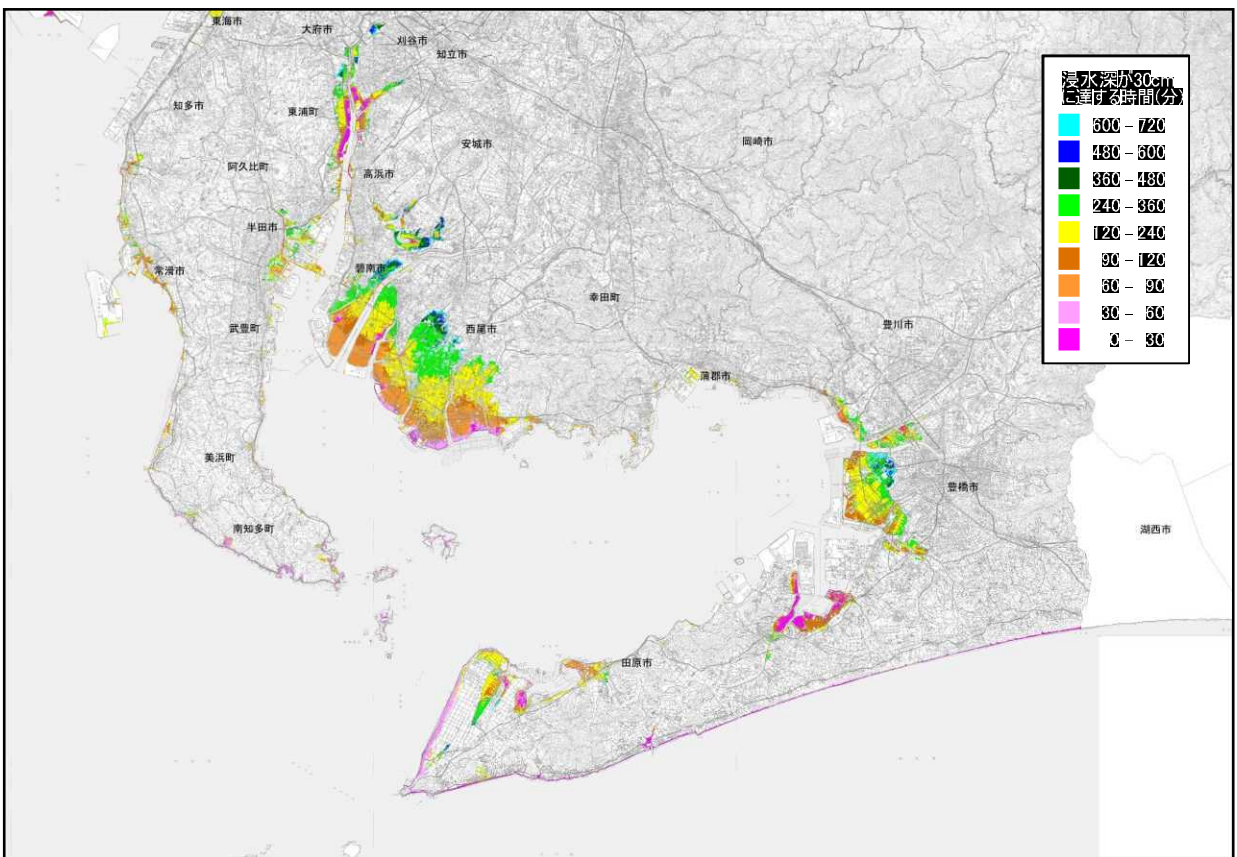 東海市
大府市
刈谷市
知立市
知多市
東浦町
安城市
岡崎市
阿久比町
高浜市
半田市
碧南市
常滑市
幸田町
武豊町
西尾市
豊川市
蒲郡市
美浜町
豊橋市
南知多町
湖西市
田原市
浸水深が30cm
に達する時間(分)
600 - 720
480 - 600
360 - 480
240 - 360
120 - 240
90 - 120
60 - 90
30 - 60
0 - 30